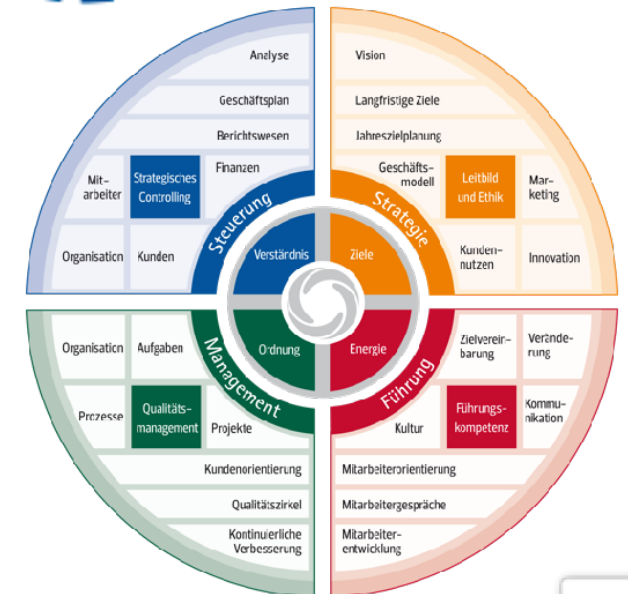 Analyse
Geschäftsplan
Berichtswesen
Finanzen
Mit-
arbeiter
Strategisches
Controlling
Organisation
Kunden
Steuerung
Verständnis
Vision
Langfristige Ziele
Jahreszielplanung
Geschäfts-
modell
Leitbild
und Ethik
Mar-
keting
Strategie
Ziele
Kunden-
nutzen
Innovation
Organisation
Aufgaben
Management
Ordnung
Prozesse
Qualitäts-
management
Projekte
Kundenorientierung
Qualitätszirkel
Kontinuierliche
Verbesserung
Energie
Führung
Zielverein-
barung
Verände-
rung
Kultur
Führungs-
kompetenz
Kommu-
nikation
Mitarbeiterorientierung
Mitarbeitergespräche
Mitarbeiter-
entwicklung